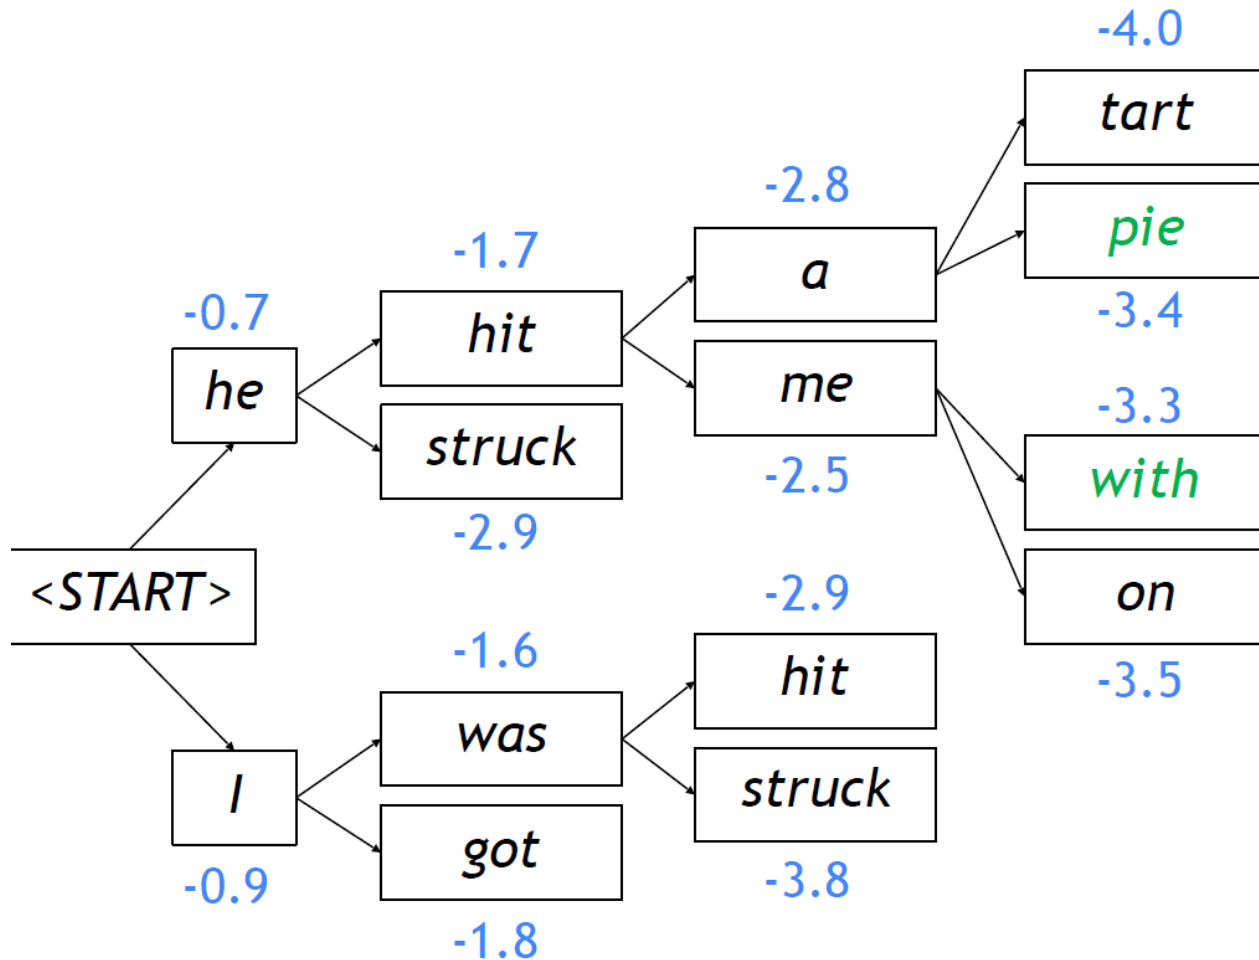 -4.0
tart
-2.8
pie
-1.7
a
-3.4
-0.7
hit
me
-3.3
he
struck
-2.5
with
-2.9
<START>
-2.9
on
-1.6
hit
-3.5
was
struck
I
got
-3.8
-0.9
-1.8